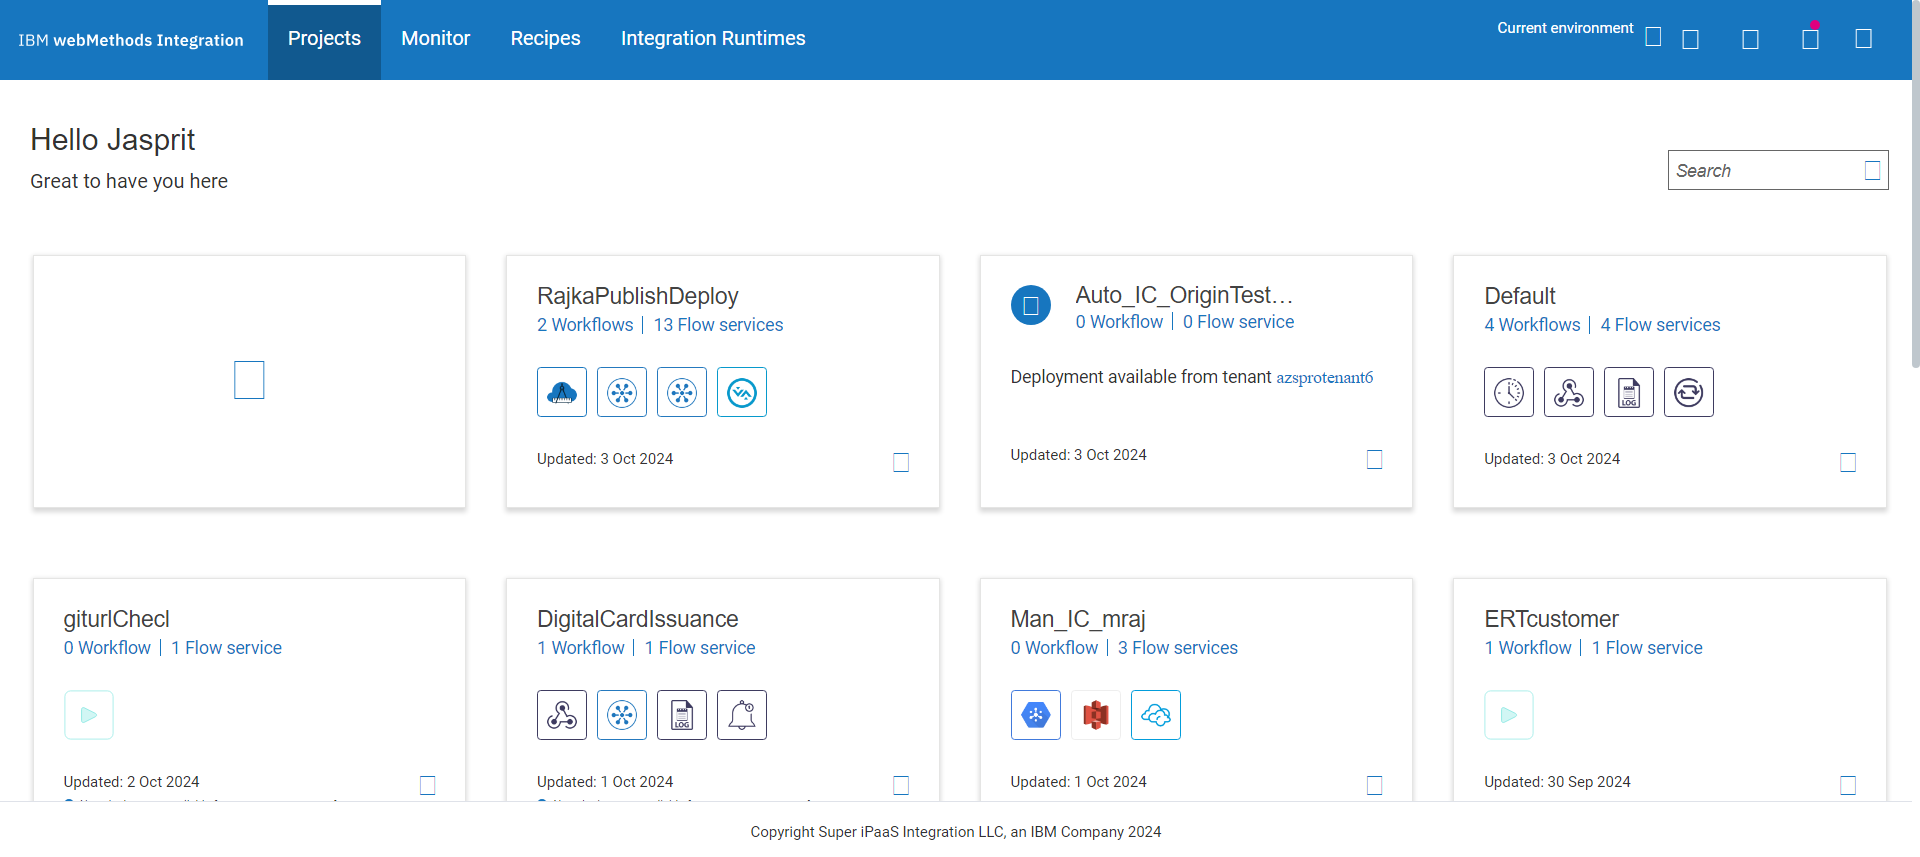 IBM webMethods Integration
Projects
Monitor
Recipes
Integration Runtimes
Current environment
Hello Jasprit
Great to have you here
Search
RajkaPublishDeploy
2 Workflows | 13 Flow services
Updated: 3 Oct 2024
Auto_IC_OriginTest...
0 Workflow | 0 Flow service
Deployment available from tenant azsprotenant6
Updated: 3 Oct 2024
Default
4 Workflows | 4 Flow services
LOG
Updated: 3 Oct 2024
giturlChecl
0 Workflow | 1 Flow service
Updated: 2 Oct 2024
DigitalCardIssuance
1 Workflow | 1 Flow service
LOG
Updated: 1 Oct 2024
Man_IC_mraj
0 Workflow | 3 Flow services
Updated: 1 Oct 2024
ERTcustomer
1 Workflow | 1 Flow service
Updated: 30 Sep 2024
Copyright Super iPaaS Integration LLC, an IBM Company 2024